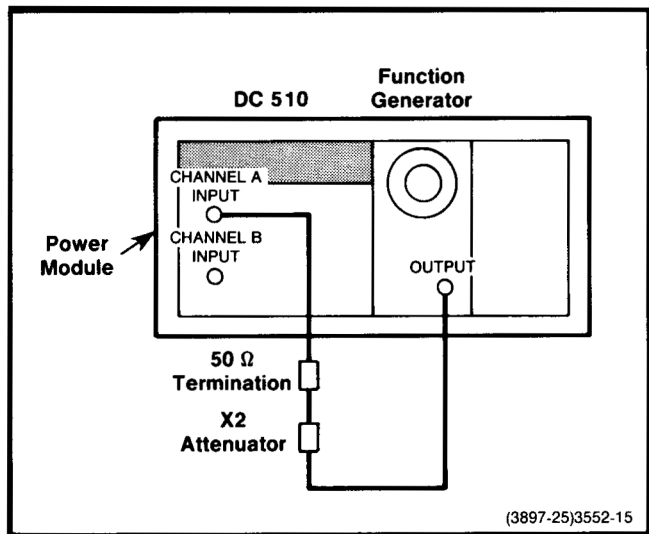 Function
DC 510 Generator
CHANNEL A
INPUT
CHANNEL B
INPUT
Power
Module
OUTPUT
50 Ω
Termination
X2
Attenuator
(3897-25)3552-15